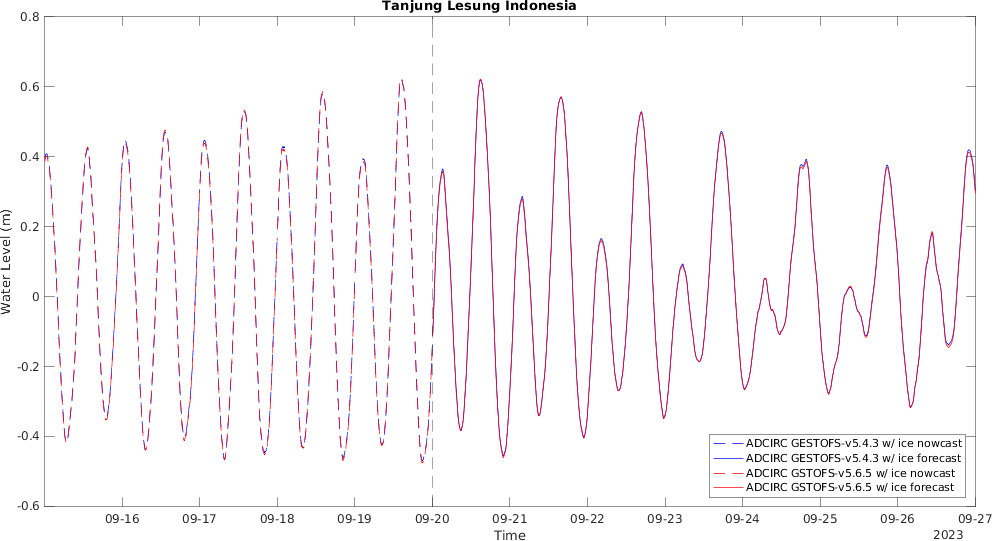 Tanjung Lesung Indonesia
0.8
0.6
0.4
0.2
0
-0.2
-0.4
-0.6
Water Level (m)
ADCIRC GESTOFS-v5.4.3 w/ ice nowcast
ADCIRC GESTOFS-v5.4.3 w/ ice forecast
ADCIRC GSTOFS-v5.6.5 w/ ice nowcast
ADCIRC GSTOFS-v5.6.5 w/ ice forecast
09-16 09-17 09-18 09-19 09-20 09-21 09-22 09-23 09-24 09-25 09-26 09-27
Time
2023